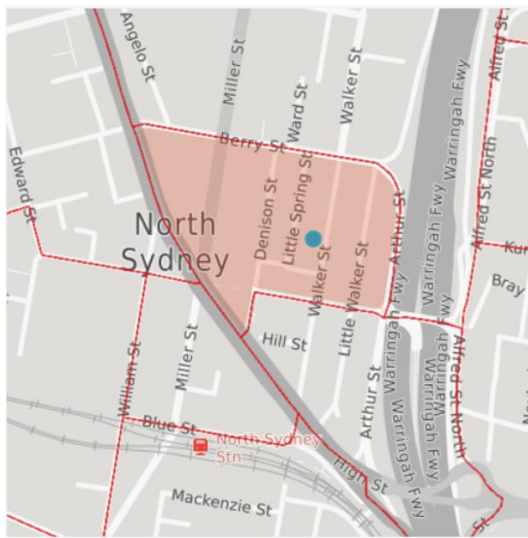 Angelo St
Miller St
Ward St
Walker St
Warringah Fwy
Alfred St
Warringah Fwy
Berry St
Edward St
Denison St
Little Spring St
Alfred St North
North
Sydney
Arthur St
Kur
Warringah Fwy
Bray
Walker St
Little Walker St
Warringah Fwy
Warringah Fwy
Hill St
Miller St
William St
Arthur St
Warringah Fwy
Alfred St North
Blue St
North Sydney
Stn
Warringah Fwy
High St
Mackenzie St
St